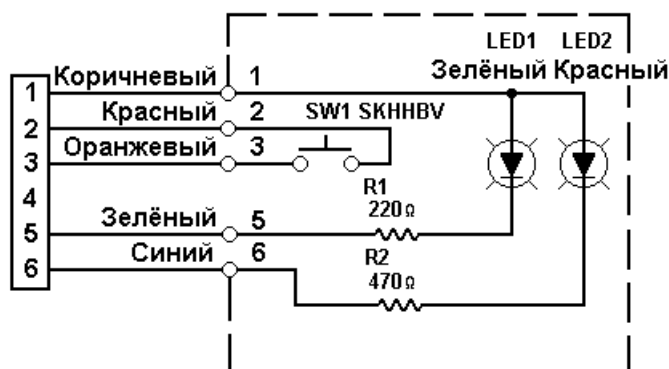 LED1 LED2
Зелёный Красный
1 Коричневый 1
2 Красный 2 SW1 SKHHBV
3 Оранжевый 3
R1
4 220Ω
5 Зелёный 5
R2
6 Синий 6
470Ω